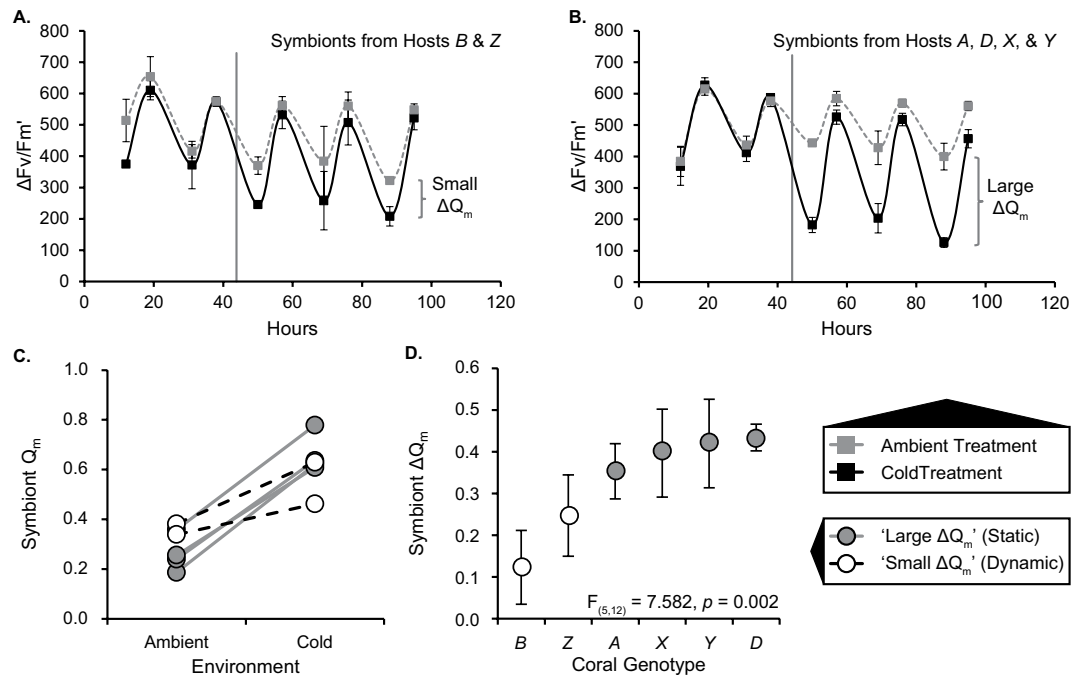 A.
Symbionts from Hosts B & Z
800
700
600
500
400
300
200
100
0
ΔFv/Fm'
Small
ΔQm
0 20 40 60 80 100 120
Hours
B.
Symbionts from Hosts A, D, X, & Y
800
700
600
500
400
300
200
100
0
ΔFv/Fm'
Large
ΔQm
0 20 40 60 80 100 120
Hours
C.
1.0
0.8
0.6
0.4
0.2
0.0
Symbiont Qm
Ambient Cold
Environment
D.
0.6
0.5
0.4
0.3
0.2
0.1
0.0
Symbiont ΔQm
F(5,12) = 7.582, p = 0.002
B Z A X Y D
Coral Genotype
Ambient Treatment
ColdTreatment
'Large ΔQm' (Static)
'Small ΔQm' (Dynamic)